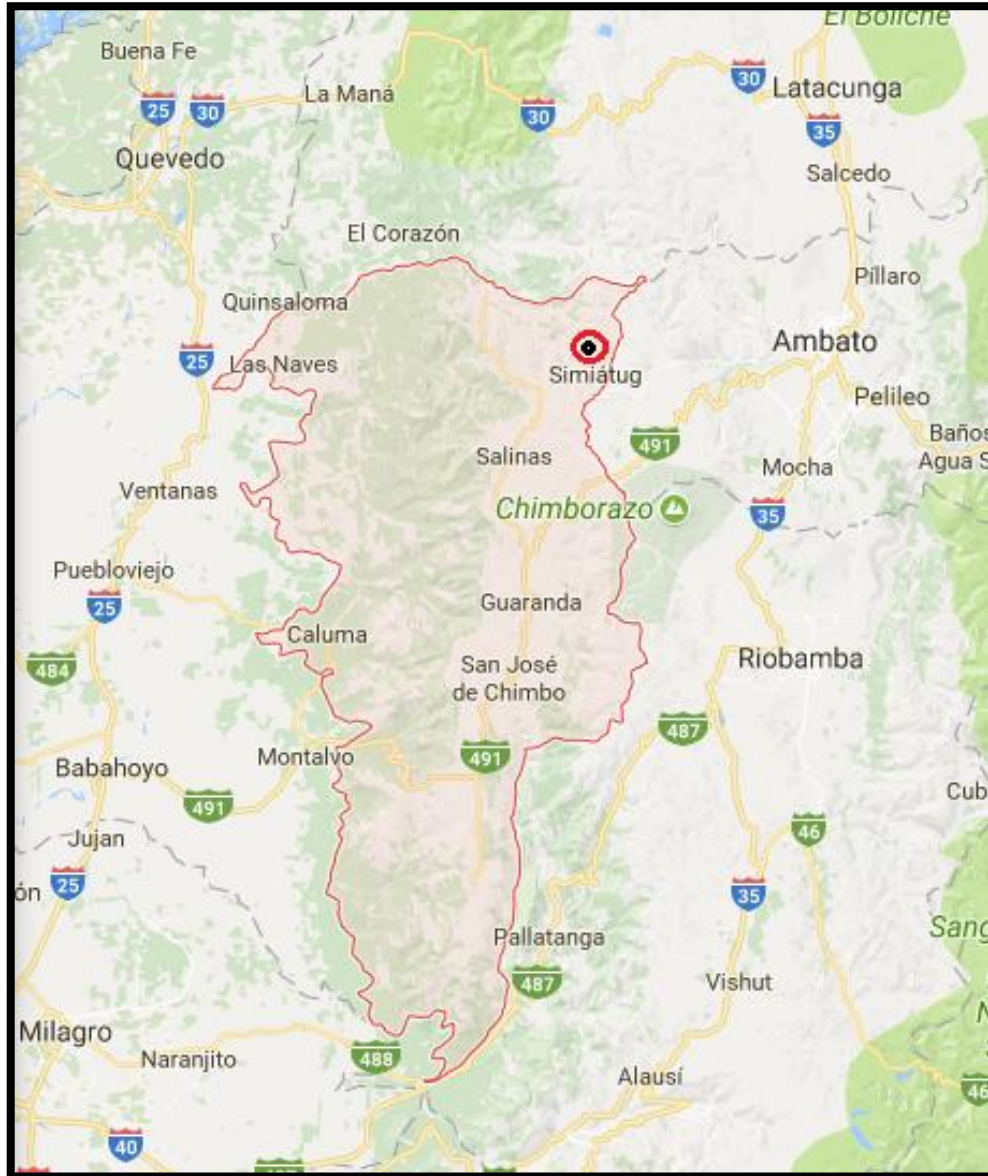 El Boliche
Buena Fe
30
Latacunga
La Maná
25
30
30
35
Quevedo
Salcedo
El Corazón
Píllaro
Quinsaloma
Ambato
25
Las Naves
Simiátug
Pelileo
491
Baños
Agua S
Salinas
Mocha
Ventanas
Chimborazo
35
Puebloviejo
25
Guaranda
Caluma
484
San José
de Chimbo
Riobamba
487
Montalvo
491
Babahoyo
491
Cub
Jujan
46
25
ón
35
Pallatanga
Sang
487
Vishut
Milagro
Naranjito
488
Alausí
46
40